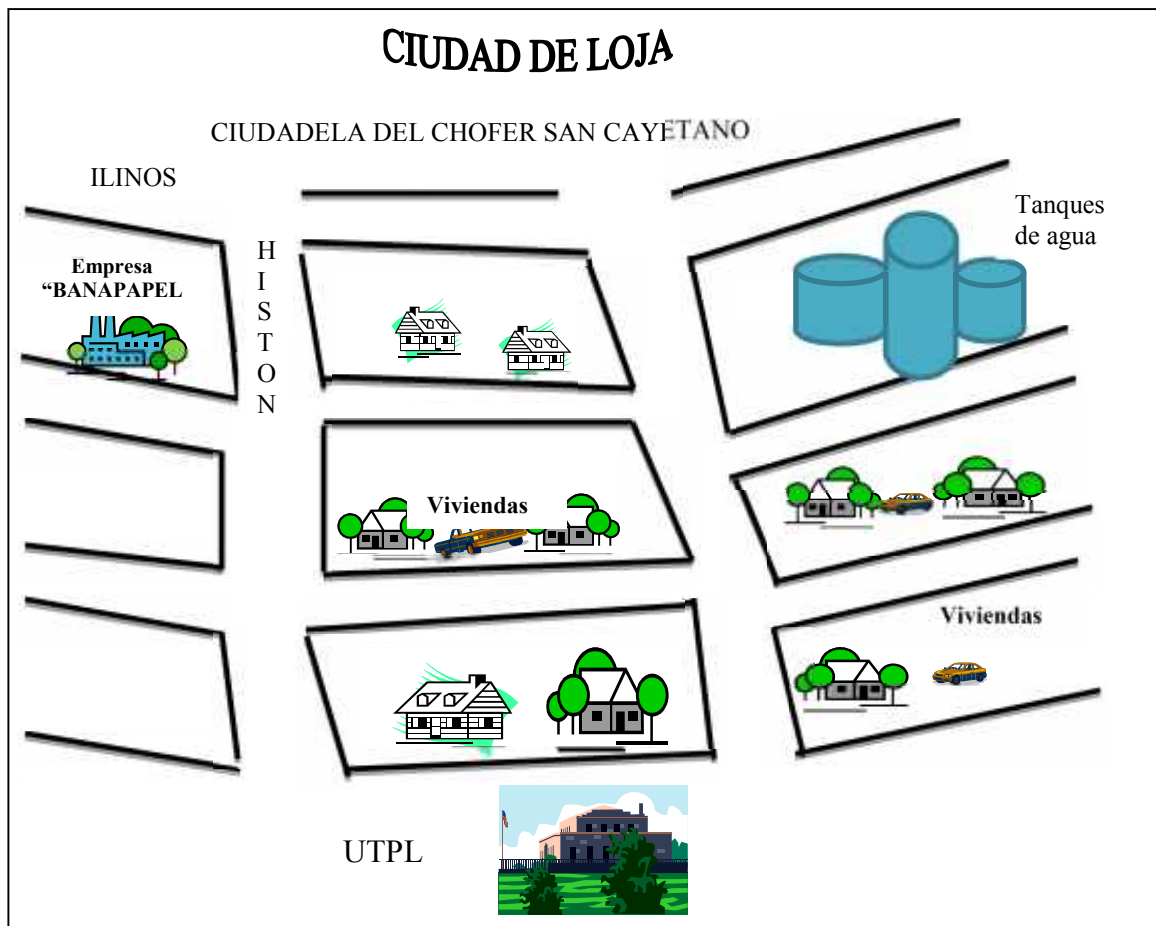 CIUDAD DE LOJA
CIUDADELA DEL CHOFER SAN CAYETANO
ILINOS
H
I
S
T
O
N
Empresa
“BANAPAPEL
Tanques
de agua
Viviendas
Viviendas
UTPL